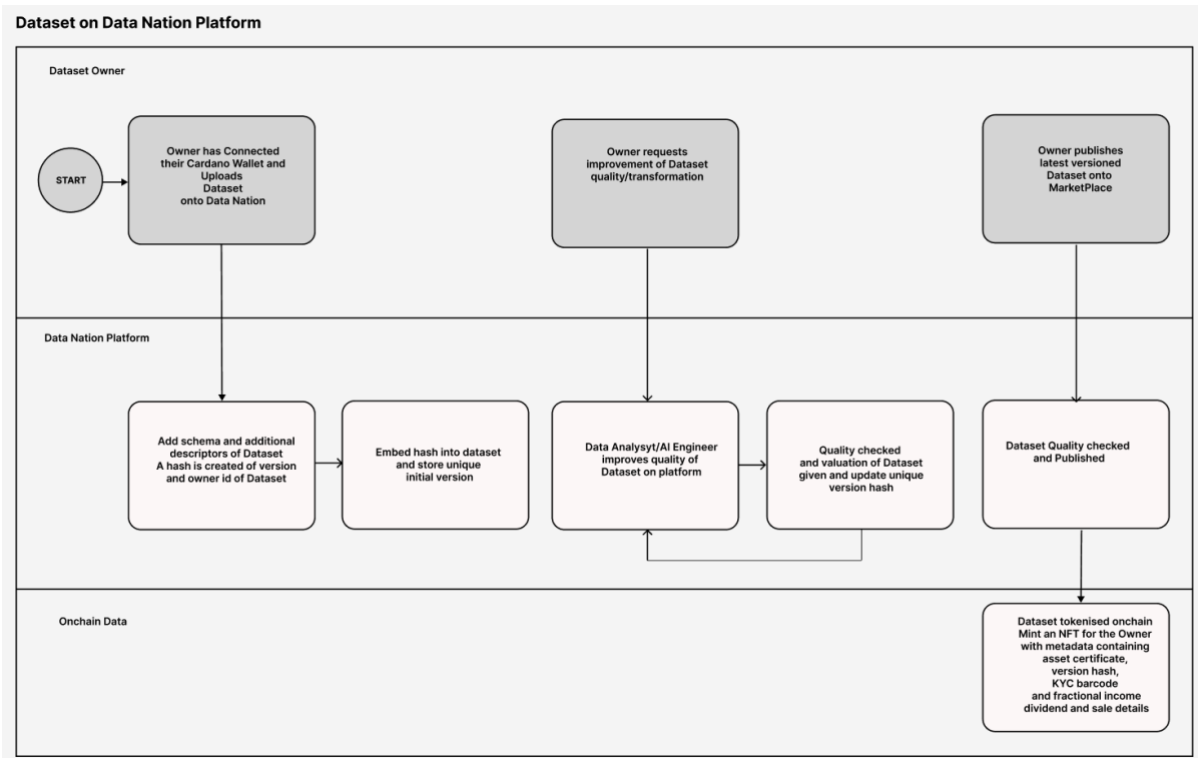 Dataset on Data Nation Platform
Dataset Owner
START
Owner has Connected
their Cardano Wallet and
Uploads
Dataset
onto Data Nation
Owner requests
improvement of Dataset
quality/transformation
Owner publishes
latest versioned
Dataset onto
MarketPlace
Data Nation Platform
Add schema and additional
descriptors of Dataset
A hash is created of version
and owner id of Dataset
Embed hash into dataset
and store unique
initial version
Data Analysyt/AI Engineer
improves quality of
Dataset on platform
Quality checked
and valuation of Dataset
given and update unique
version hash
Dataset Quality checked
and Published
Onchain Data
Dataset tokenised onchain
Mint an NFT for the Owner
with metadata containing
asset certificate,
version hash,
KYC barcode
and fractional income
dividend and sale details